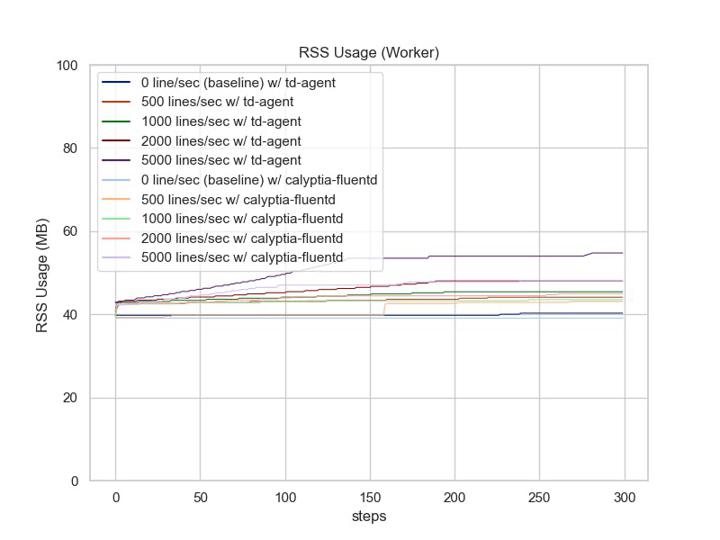 RSS Usage (Worker)
100
80
60
40
20
0
RSS Usage (MB)
0 line/sec (baseline) w/ td-agent
500 lines/sec w/ td-agent
1000 lines/sec w/ td-agent
2000 lines/sec w/ td-agent
5000 lines/sec w/ td-agent
0 line/sec (baseline) w/ calyptia-fluentd
500 lines/sec w/ calyptia-fluentd
1000 lines/sec w/ calyptia-fluentd
2000 lines/sec w/ calyptia-fluentd
5000 lines/sec w/ calyptia-fluentd
0 50 100 150 200 250 300
steps